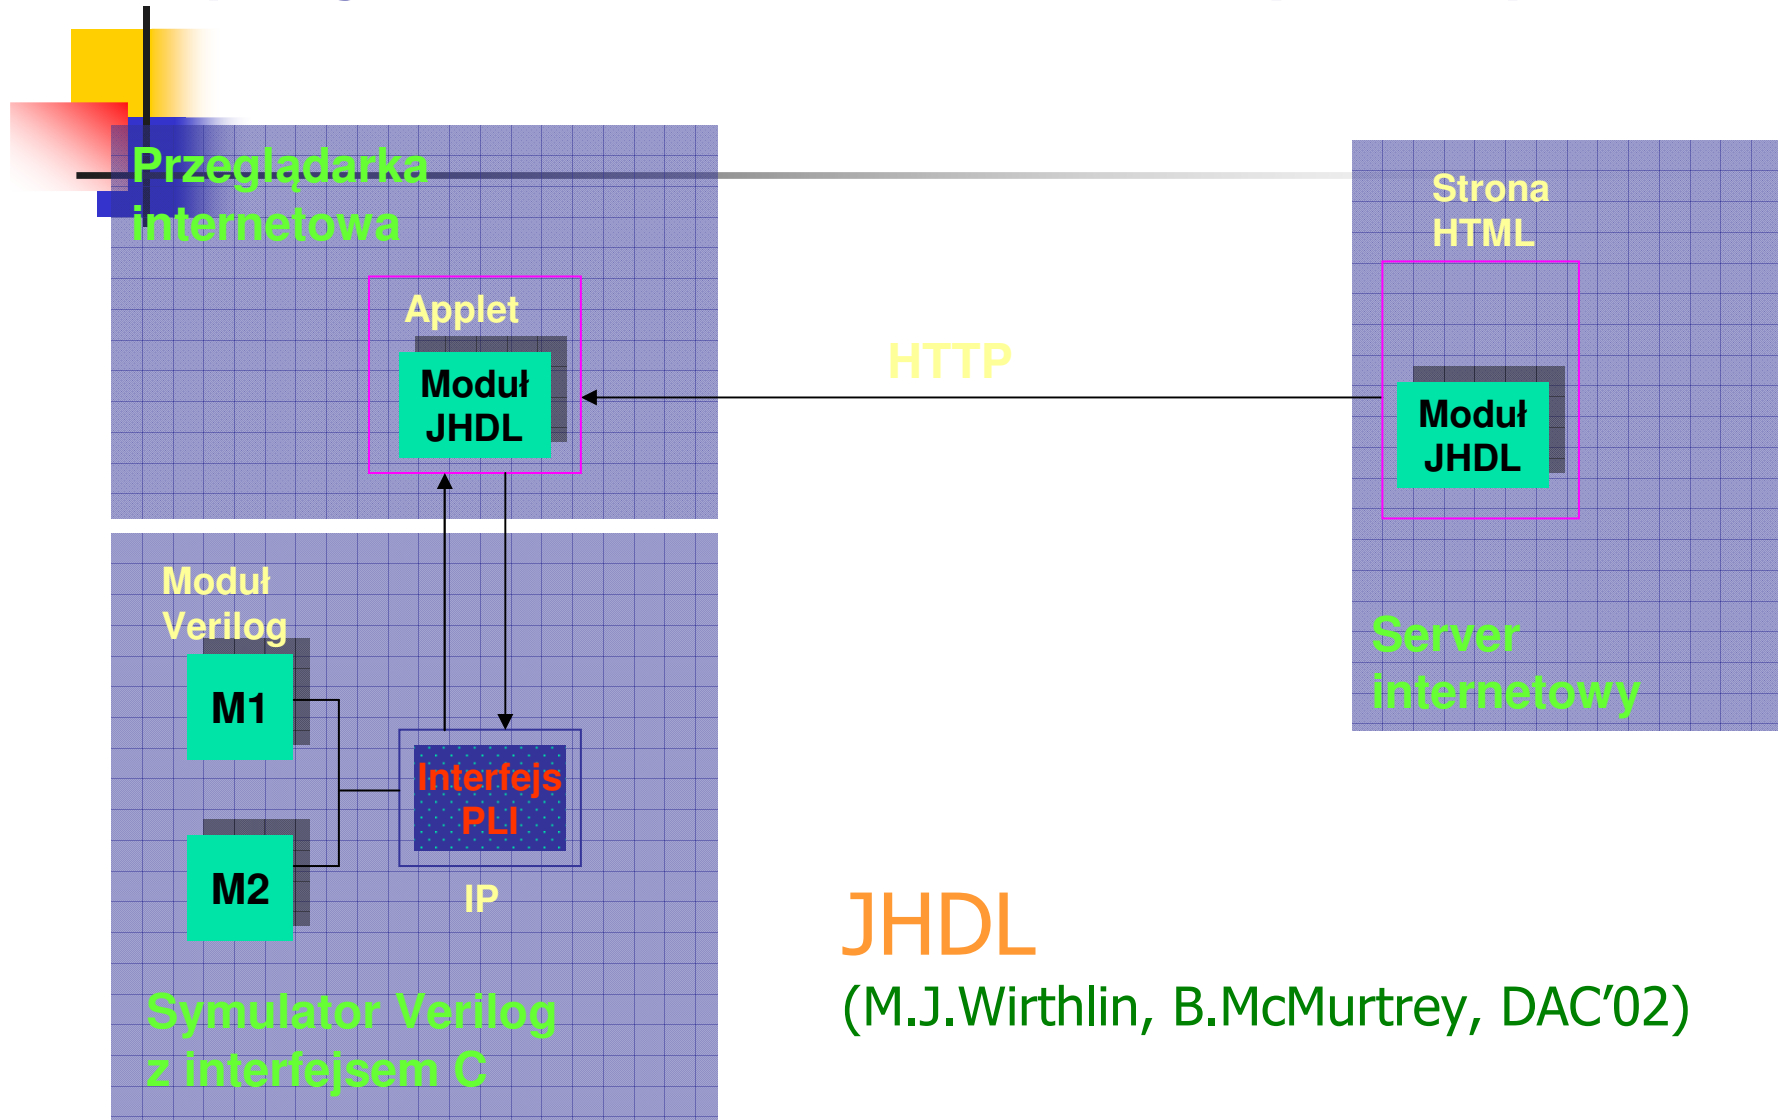 Przeglądarka
internetowa
Applet
Moduł
JHDL
HTTP
Strona
HTML
Moduł
JHDL
Server
internetowy
Moduł
Verilog
M1
M2
Interfejs
PLI
IP
Symulator Verilog
z interfejsem C
JHDL
(M.J.Wirthlin, B.McMurtrey, DAC’02)